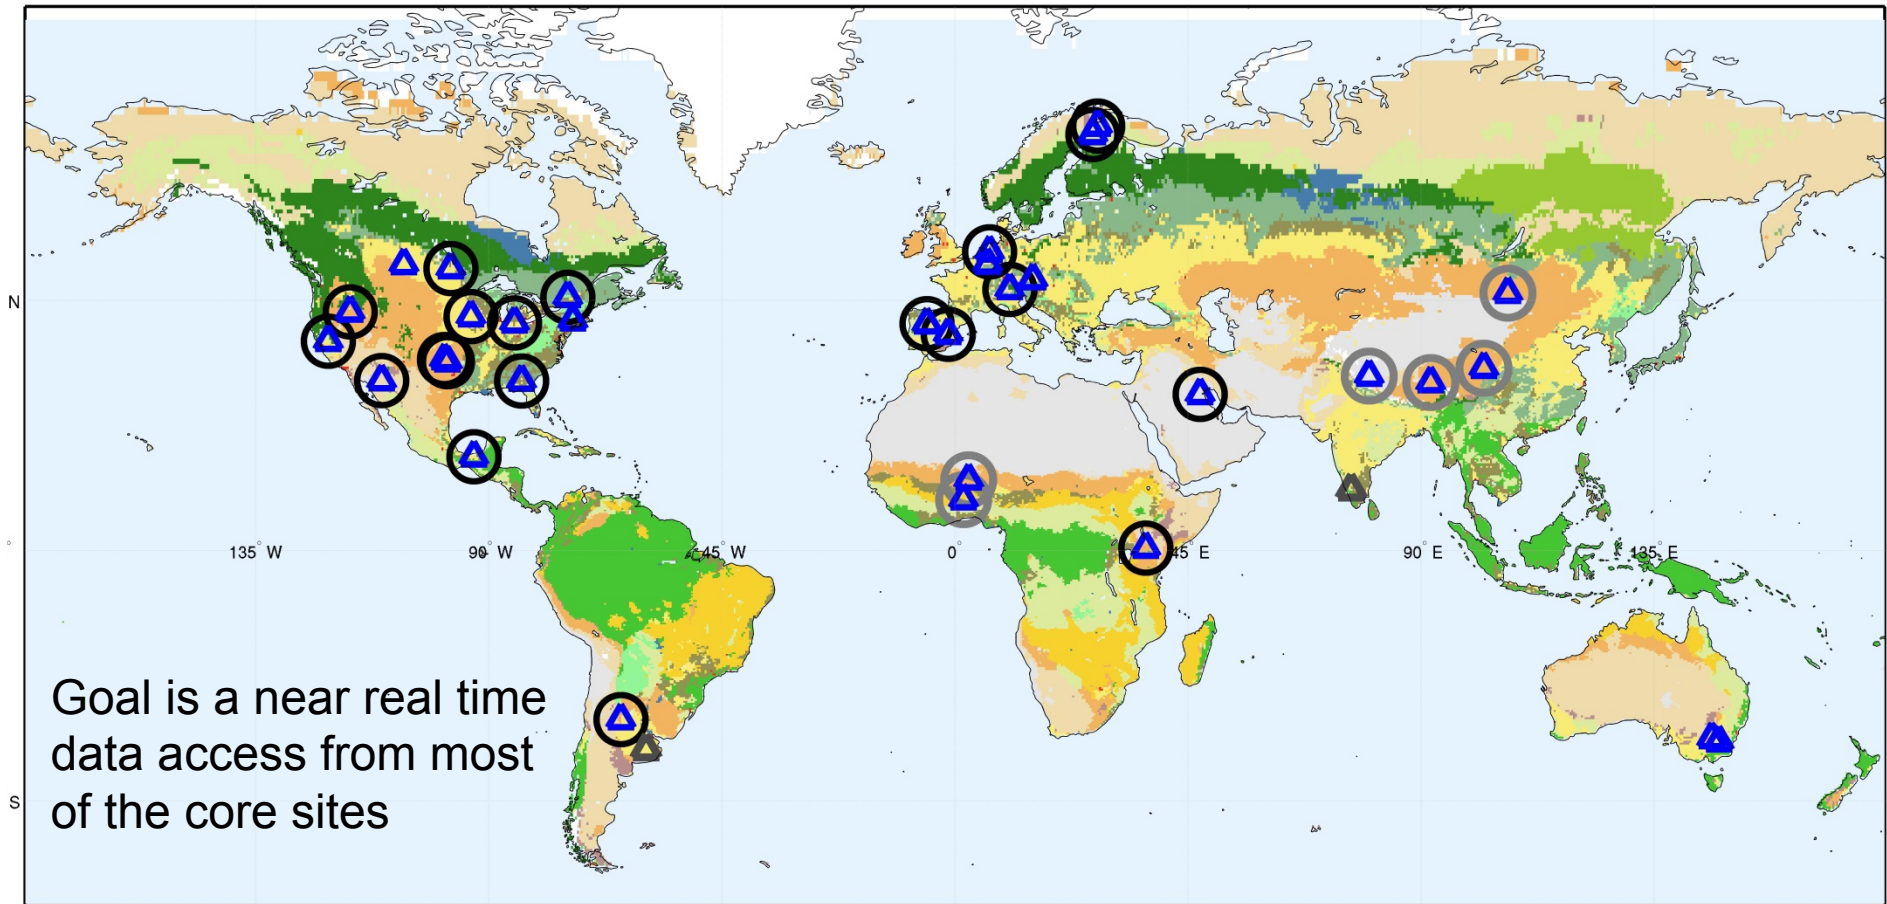 N
135° W
90° W
45° W
0°
45° E
90° E
135° E
S
Goal is a near real time
data access from most
of the core sites